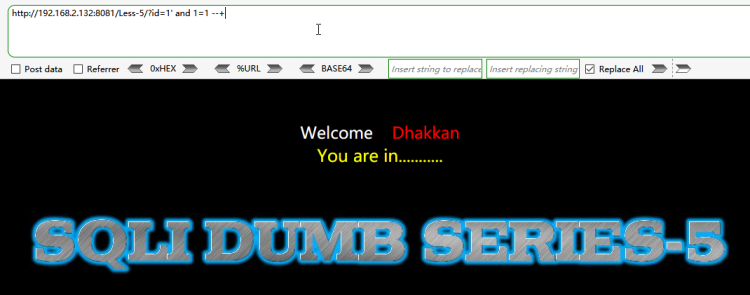 http://192.168.2.132:8081/Less-5/?id=1' and 1=1 --+
Post data Referrer 0xHEX %URL BASE64 Insert string to replace Insert replacing string Replace All
Welcome Dhakkan
You are in...........
SQLI DUMB SERIES-5